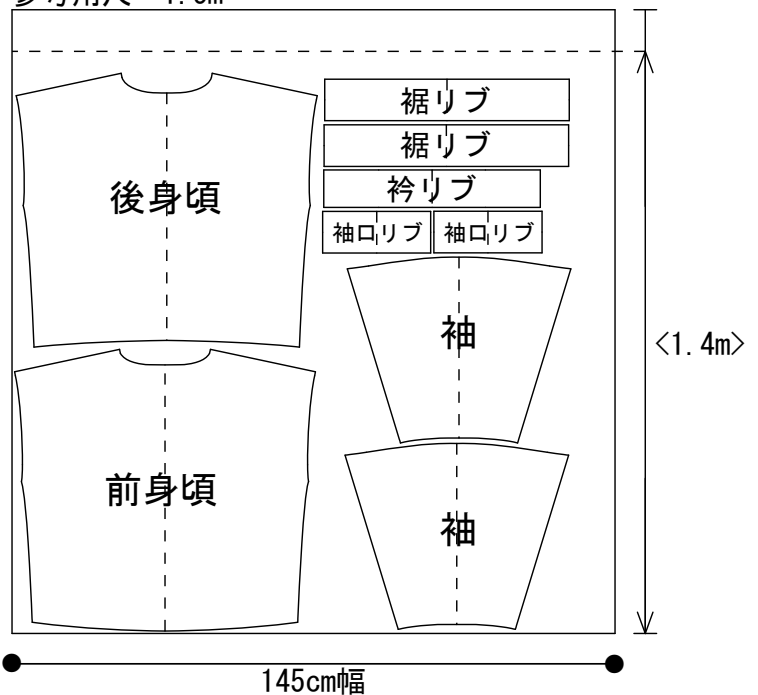 後身頃
裾リブ
裾リブ
衿リブ
袖口リブ 袖口リブ
袖
<1.4m>
前身頃
袖
145cm幅